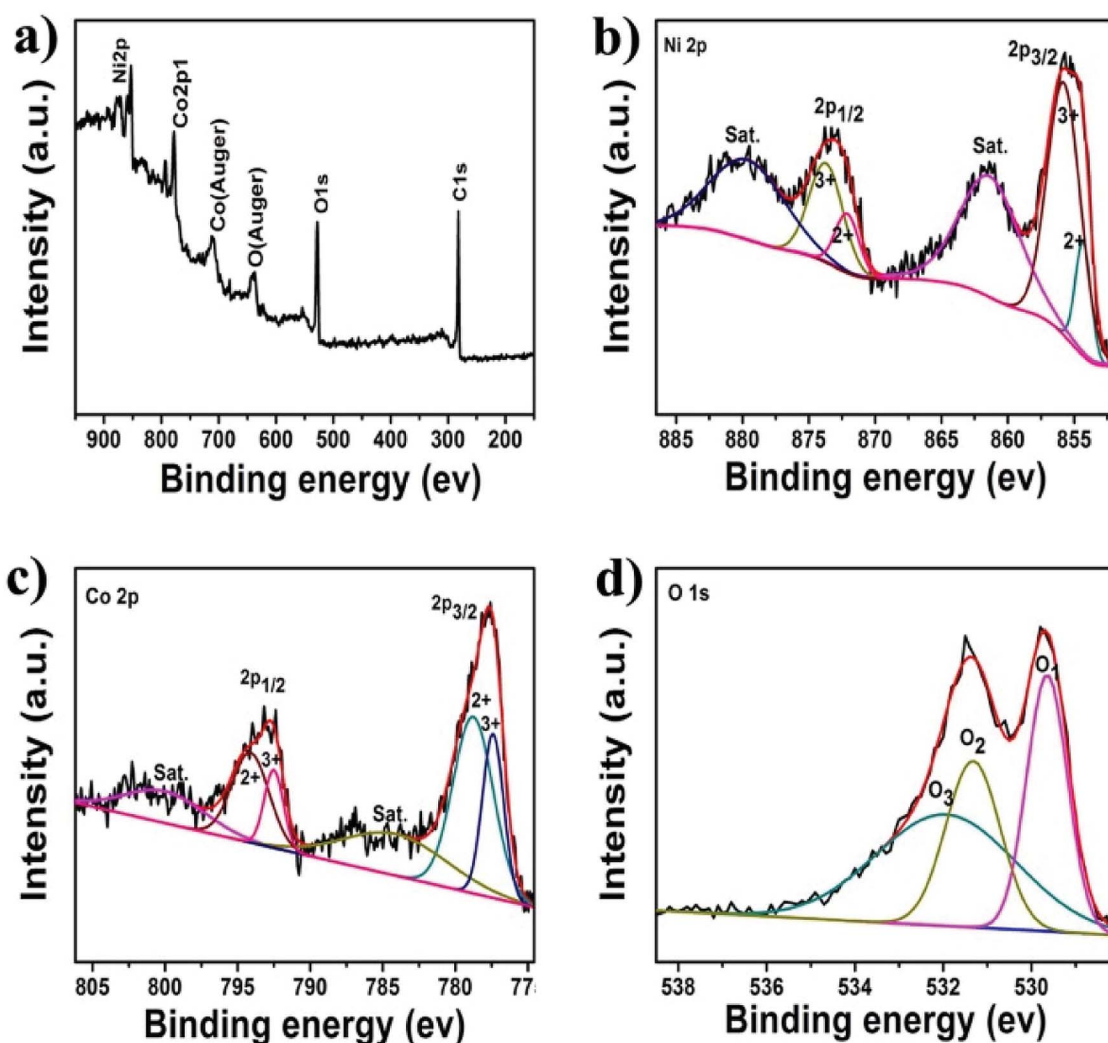 a)
Ni2p
Co2p1
Co(Auger)
O(Auger)
O1s
C1s
Intensity (a.u.)
900 800 700 600 500 400 300 200
Binding energy (ev)
b)
Ni 2p
2p3/2
3+
2p1/2
Sat.
Sat.
3+
2+
2+
Intensity (a.u.)
885 880 875 870 865 860 855
Binding energy (ev)
c)
Co 2p
2p3/2
2p1/2
2+
3+
3+
2+
Sat.
Sat.
Intensity (a.u.)
805 800 795 790 785 780 775
Binding energy (ev)
d)
O 1s
O1
O2
O3
Intensity (a.u.)
538 536 534 532 530
Binding energy (ev)